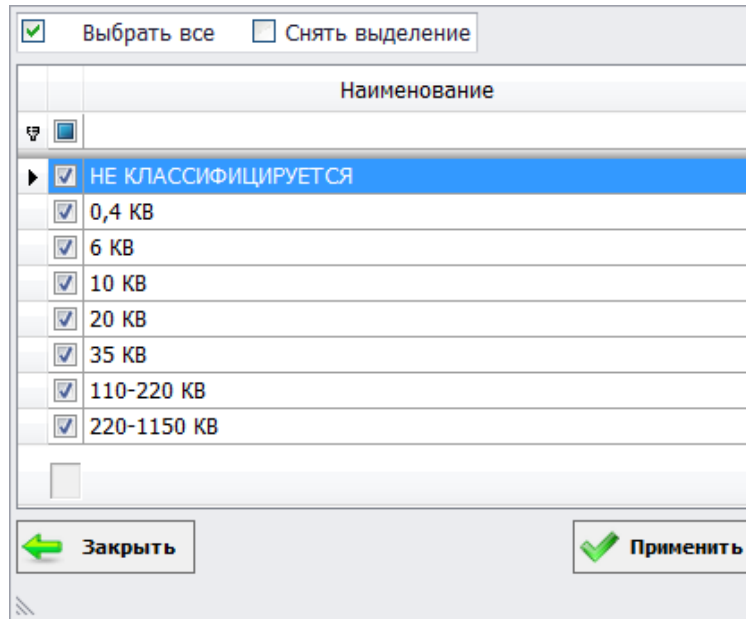 Выбрать все Снять выделение
Наименование
НЕ КЛАССИФИЦИРУЕТСЯ
0,4 КВ
6 КВ
10 КВ
20 КВ
35 КВ
110-220 КВ
220-1150 КВ
Закрыть Применить